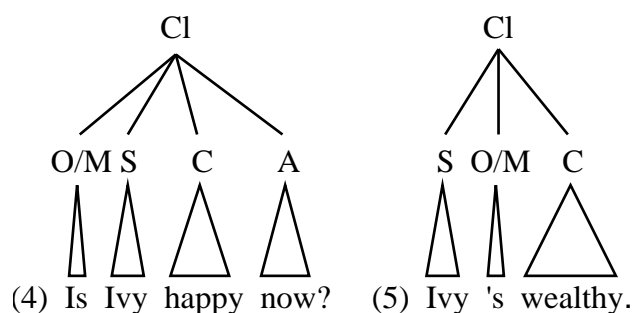 Cl Cl
O/M S C A S O/M C
(4) Is Ivy happy now? (5) Ivy 's wealthy.